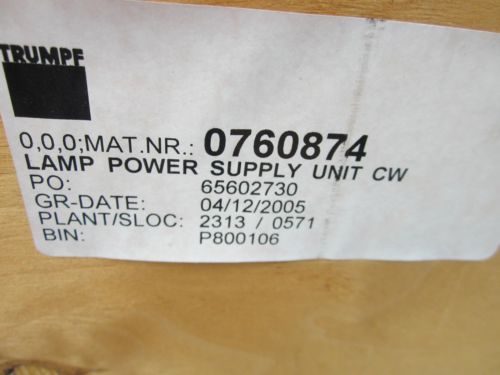 TRUMPF
0,0,0;MAT.NR.: 0760874
LAMP POWER SUPPLY UNIT CW
PO: 65602730
GR-DATE: 04/12/2005
PLANT/SLOC: 2313 / 0571
BIN: P800106